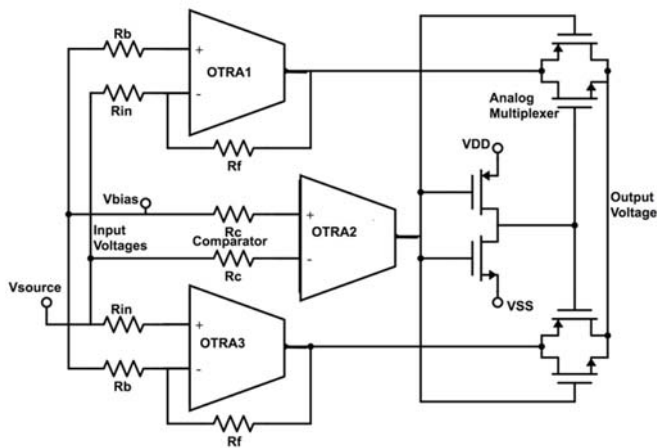 Rb
+
OTRA1
Rin
-
Rf
Analog
Multiplexer
VDD
Vbias
Rc
+
OTRA2
Output
Voltage
Input
Voltages
Comparator
Rc
-
Vsource
Rin
+
VSS
OTRA3
Rb
-
Rf